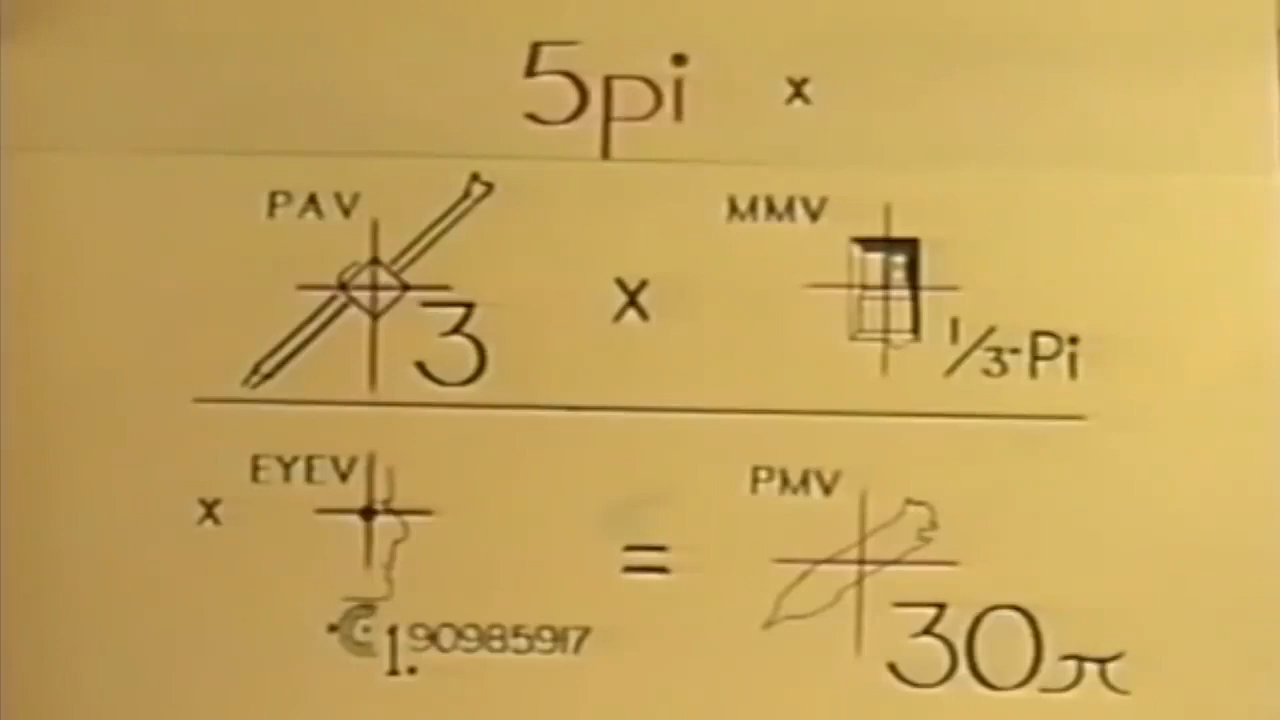 5pi x
PAV MMV
3 x 1/3-Pi
EYEV PMV
x =
1.90985917
30π